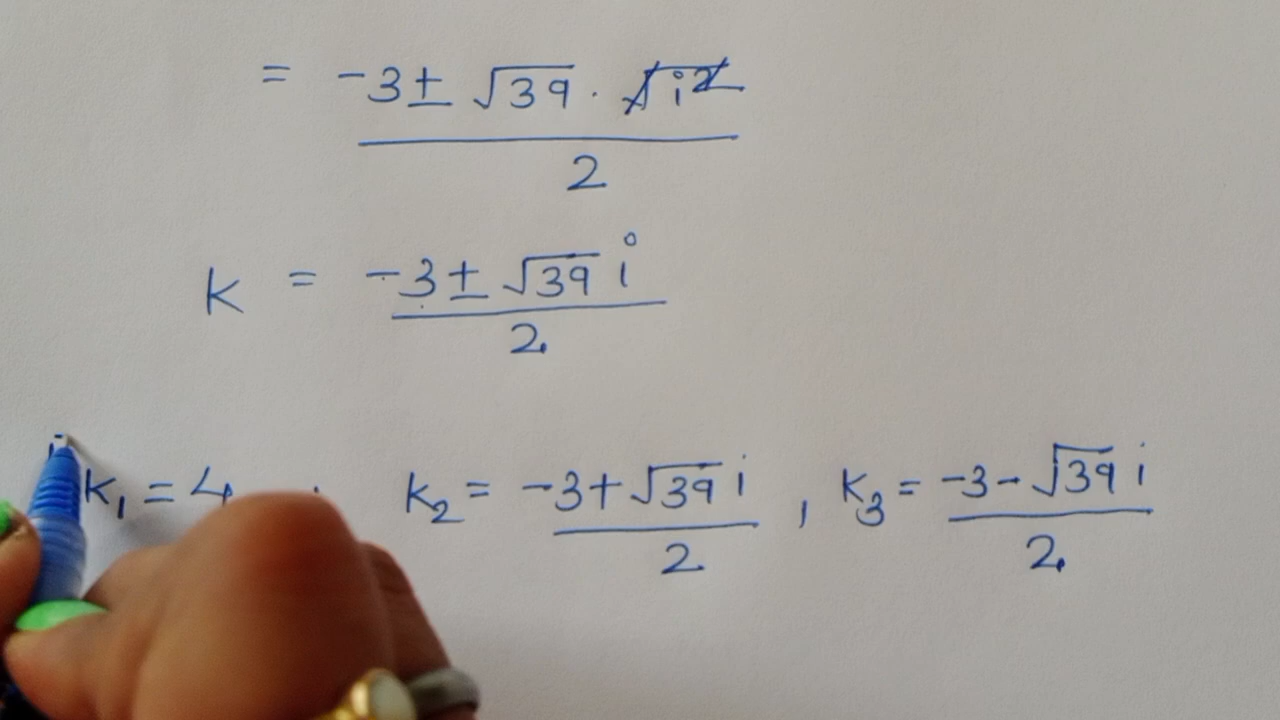 = -3 ± √39 · √i²
2
k = -3 ± √39 i
2
k₁ = 4 , k₂ = -3 + √39 i , k₃ = -3 - √39 i
2 2